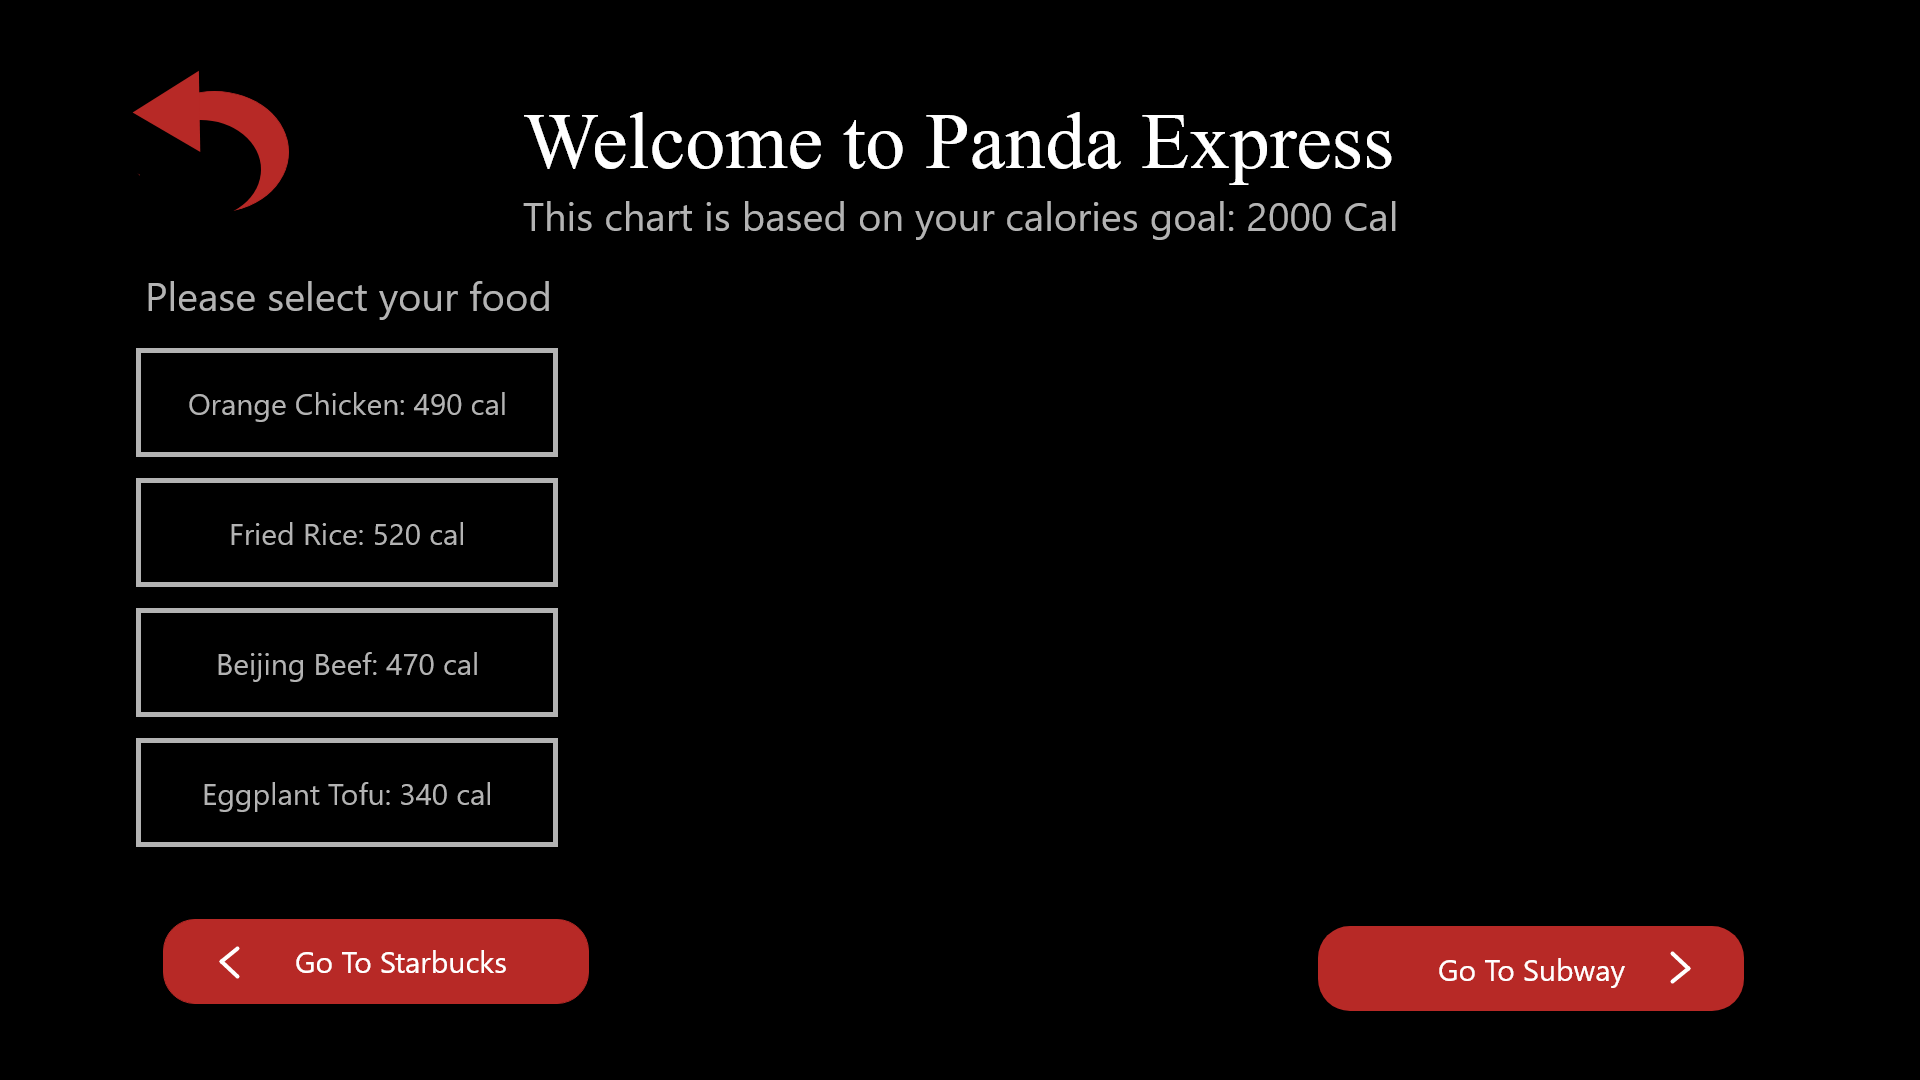 Welcome to Panda Express
This chart is based on your calories goal: 2000 Cal
Please select your food
Orange Chicken: 490 cal
Fried Rice: 520 cal
Beijing Beef: 470 cal
Eggplant Tofu: 340 cal
Go To Starbucks
Go To Subway